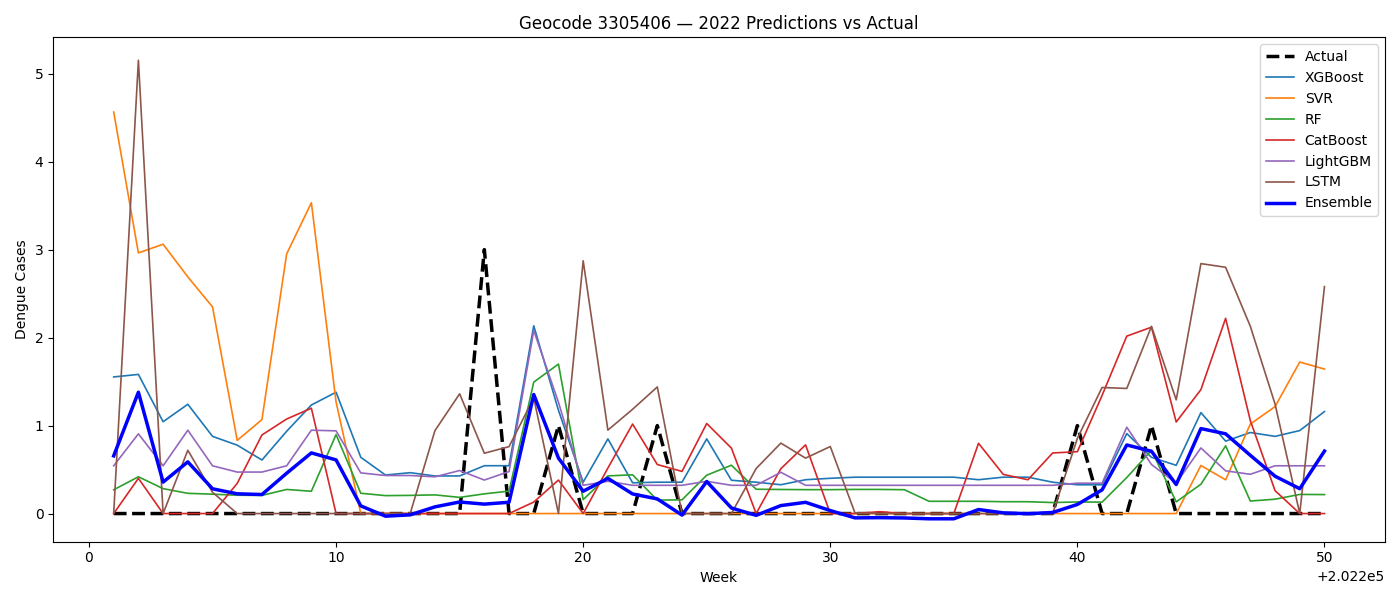 Geocode 3305406 — 2022 Predictions vs Actual
Dengue Cases
5
4
3
2
1
0
Actual
XGBoost
SVR
RF
CatBoost
LightGBM
LSTM
Ensemble
0 10 20 30 40 50
+2.022e5
Week